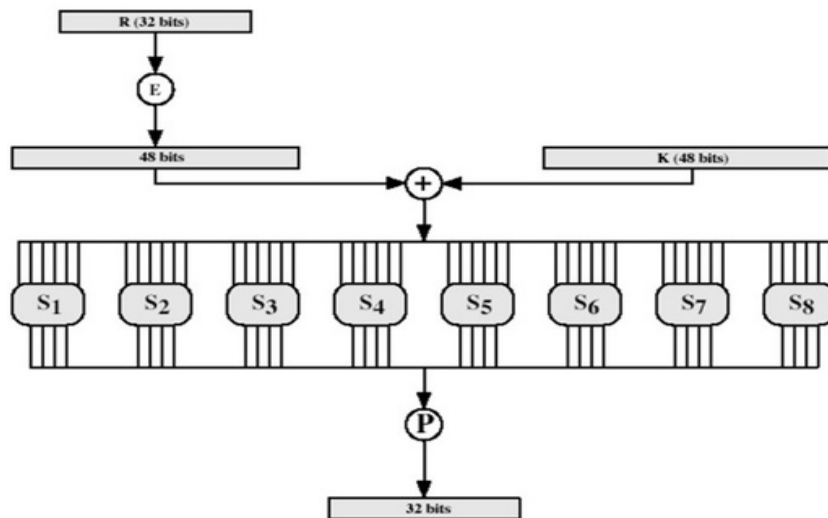 R (32 bits)
E
48 bits
K (48 bits)
+
S1 S2 S3 S4 S5 S6 S7 S8
P
32 bits